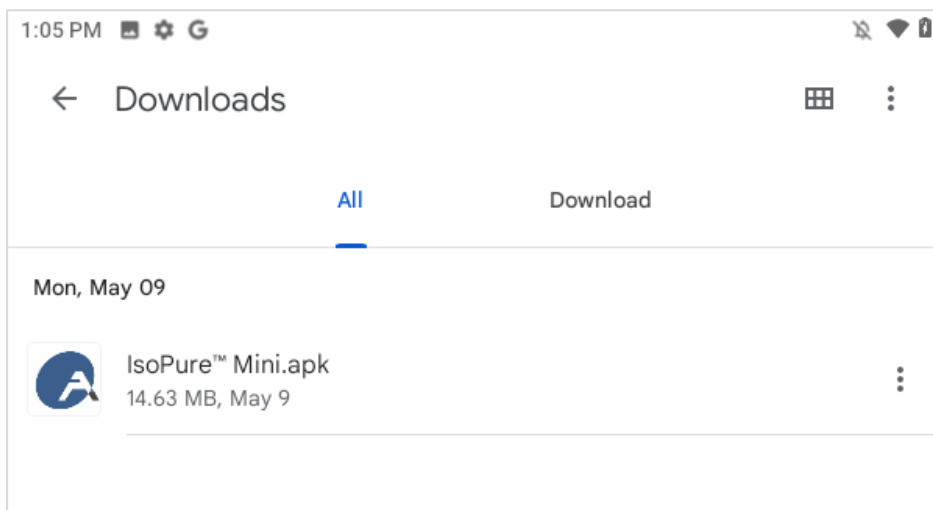 1:05 PM
Downloads
All Download
Mon, May 09
IsoPure™ Mini.apk
14.63 MB, May 9